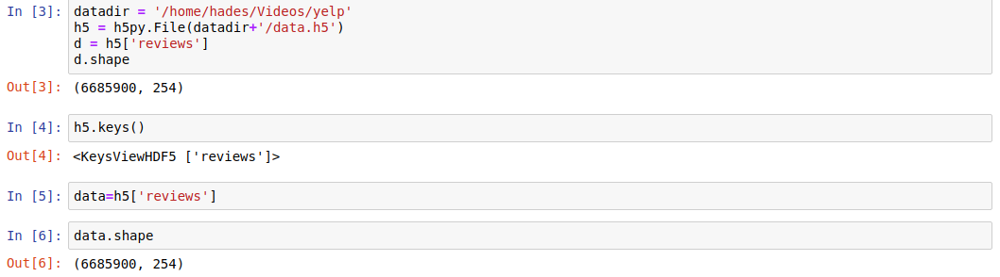 In [3]: datadir = '/home/hades/Videos/yelp'
h5 = h5py.File(datadir+'/data.h5')
d = h5['reviews']
d.shape
Out[3]: (6685900, 254)
In [4]: h5.keys()
Out[4]: <KeysViewHDF5 ['reviews']>
In [5]: data=h5['reviews']
In [6]: data.shape
Out[6]: (6685900, 254)